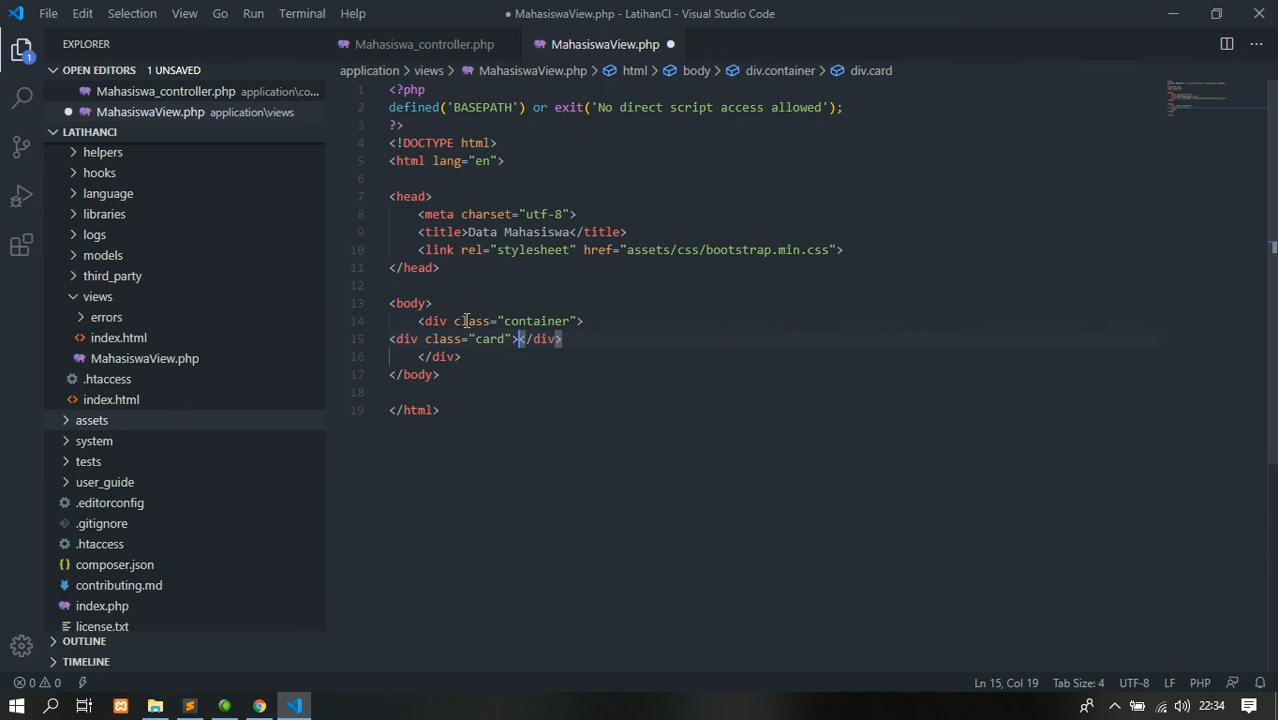 File Edit Selection View Go Run Terminal Help ● MahasiswaView.php - LatihanCI - Visual Studio Code
EXPLORER
OPEN EDITORS 1 UNSAVED
Mahasiswa_controller.php application\co...
● MahasiswaView.php application\views
LATIHANCI
helpers
hooks
language
libraries
logs
models
third_party
views
errors
index.html
MahasiswaView.php
.htaccess
index.html
assets
system
tests
user_guide
.editorconfig
.gitignore
.htaccess
composer.json
contributing.md
index.php
license.txt
OUTLINE
TIMELINE
Mahasiswa_controller.php MahasiswaView.php ●
application > views > MahasiswaView.php > html > body > div.container > div.card
1 <?php
2 defined('BASEPATH') or exit('No direct script access allowed');
3 ?>
4 <!DOCTYPE html>
5 <html lang="en">
6
7 <head>
8     <meta charset="utf-8">
9     <title>Data Mahasiswa</title>
10     <link rel="stylesheet" href="assets/css/bootstrap.min.css">
11 </head>
12
13 <body>
14     <div class="container">
15 <div class="card"></div>
16     </div>
17 </body>
18
19 </html>
0 0 Ln 15, Col 19 Tab Size: 4 UTF-8 LF PHP
22:34